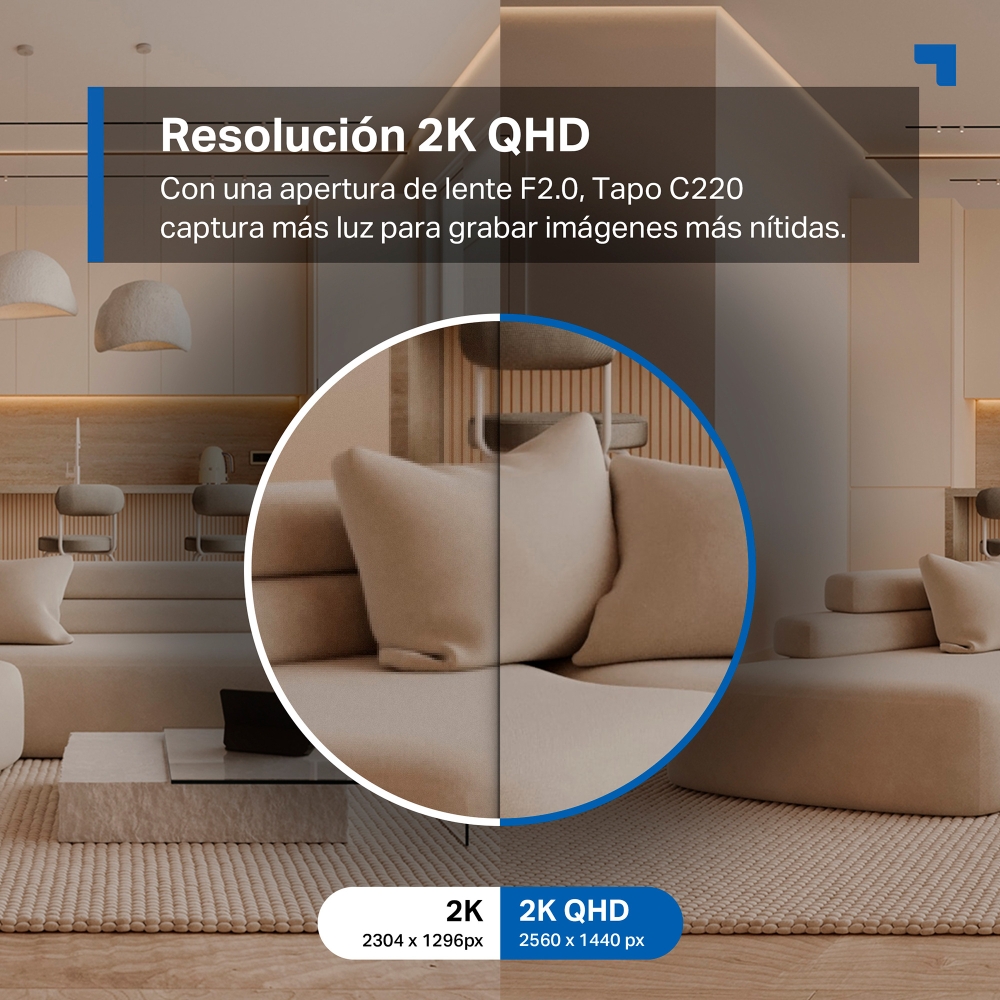 Resolución 2K QHD
Con una apertura de lente F2.0, Tapo C220
captura más luz para grabar imágenes más nítidas.
2K
2304 x 1296px
2K QHD
2560 x 1440 px